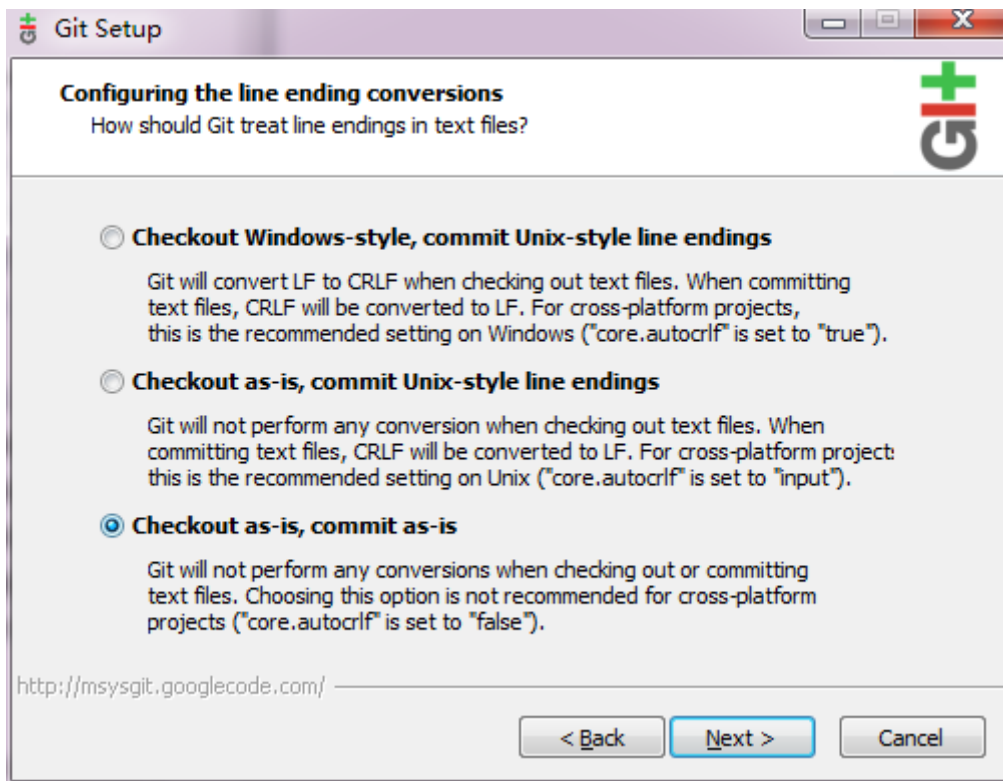 Git Setup
Configuring the line ending conversions
How should Git treat line endings in text files?
Checkout Windows-style, commit Unix-style line endings
Git will convert LF to CRLF when checking out text files. When committing
text files, CRLF will be converted to LF. For cross-platform projects,
this is the recommended setting on Windows ("core.autocrlf" is set to "true").
Checkout as-is, commit Unix-style line endings
Git will not perform any conversion when checking out text files. When
committing text files, CRLF will be converted to LF. For cross-platform project
this is the recommended setting on Unix ("core.autocrlf" is set to "input").
Checkout as-is, commit as-is
Git will not perform any conversions when checking out or committing
text files. Choosing this option is not recommended for cross-platform
projects ("core.autocrlf" is set to "false").
http://msysgit.googlecode.com/
< Back
Next >
Cancel